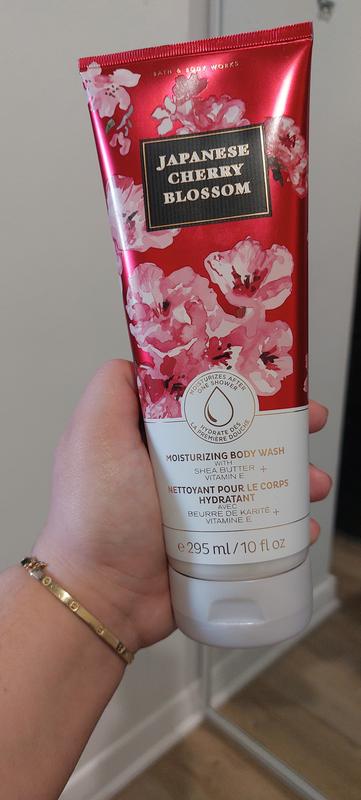 BATH & BODY WORKS
JAPANESE
CHERRY
BLOSSOM
MOISTURIZES AFTER
ONE SHOWER
HYDRATE DÈS
LA PREMIÈRE DOUCHE
MOISTURIZING BODY WASH
WITH
SHEA BUTTER +
VITAMIN E
NETTOYANT POUR LE CORPS
HYDRATANT
AVEC
BEURRE DE KARITÉ +
VITAMINE E
e 295 ml / 10 fl oz